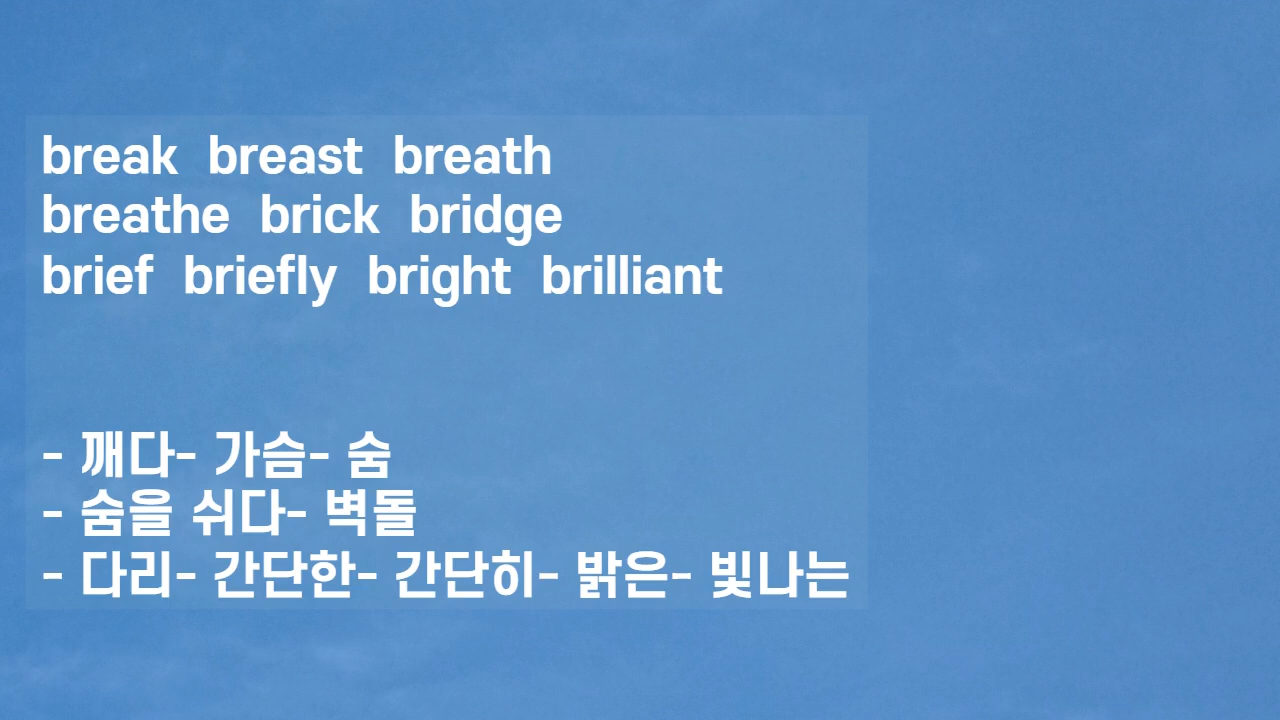 break breast breath
breathe brick bridge
brief briefly bright brilliant
- 깨다- 가슴- 숨
- 숨을 쉬다- 벽돌
- 다리- 간단한- 간단히- 밝은- 빛나는